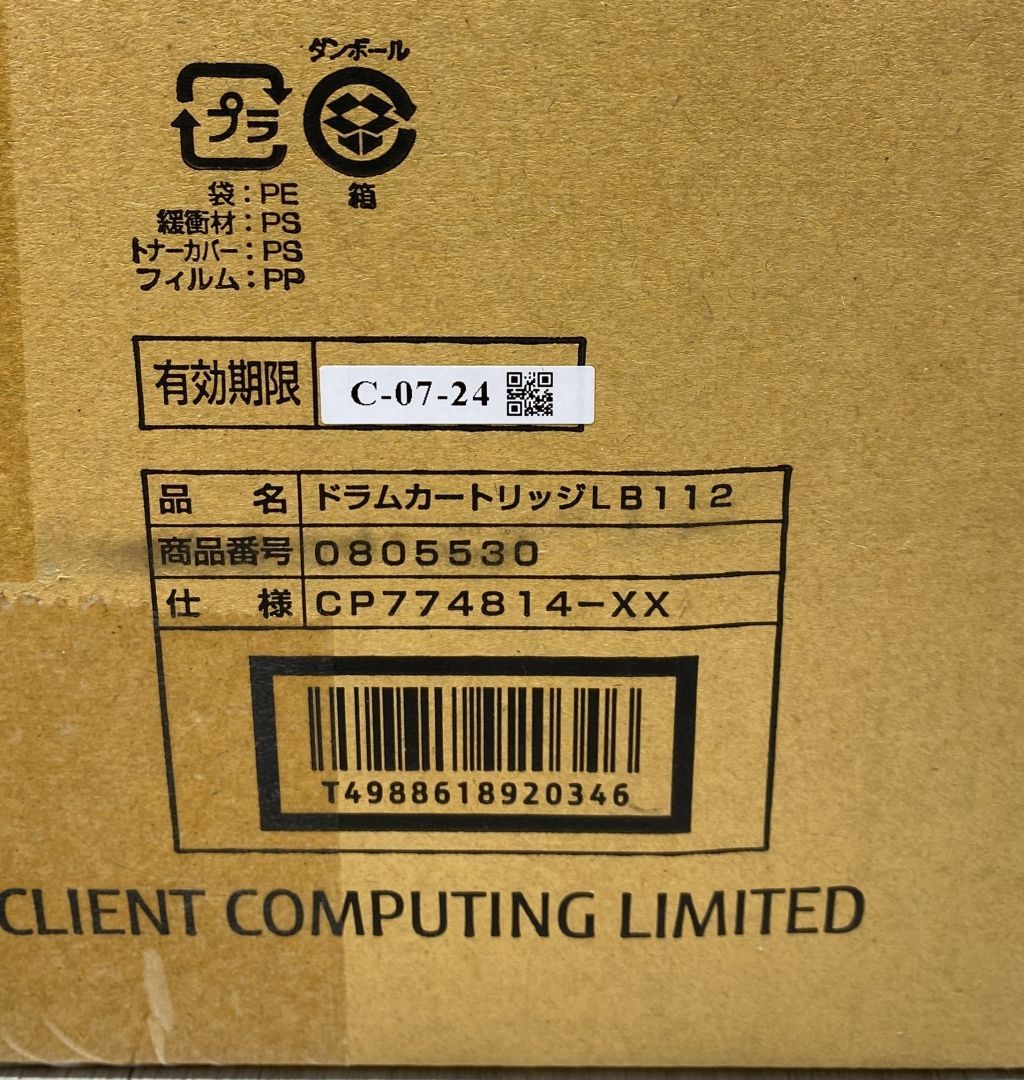 ダンボール
プラ
袋：PE
箱
緩衝材：PS
トナーカバー：PS
フィルム：PP
有効期限 C-07-24
品名 ドラムカートリッジLB112
商品番号 0805530
仕様 CP774814-XX
T4988618920346
CLIENT COMPUTING LIMITED